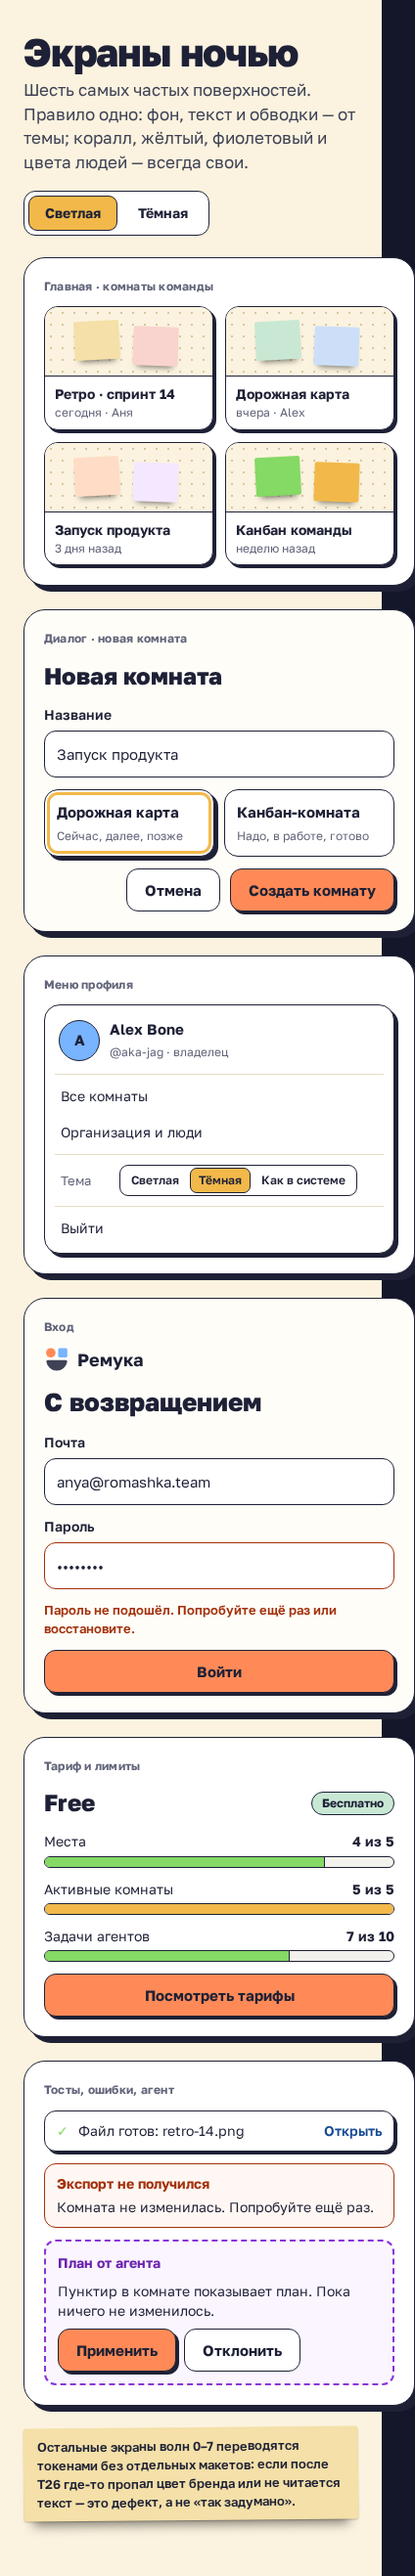 Экраны ночью
Шесть самых частых поверхностей.
Правило одно: фон, текст и обводки — от
темы; коралл, жёлтый, фиолетовый и
цвета людей — всегда свои.
Светлая Тёмная
Главная · комнаты команды
Ретро · спринт 14
сегодня · Аня
Дорожная карта
вчера · Alex
Запуск продукта
3 дня назад
Канбан команды
неделю назад
Диалог · новая комната
Новая комната
Название
Запуск продукта
Дорожная карта
Сейчас, далее, позже
Канбан-комната
Надо, в работе, готово
Отмена Создать комнату
Меню профиля
A
Alex Bone
@aka-jag · владелец
Все комнаты
Организация и люди
Тема Светлая Тёмная Как в системе
Выйти
Вход
Ремука
С возвращением
Почта
anya@romashka.team
Пароль
••••••••
Пароль не подошёл. Попробуйте ещё раз или
восстановите.
Войти
Тариф и лимиты
Free Бесплатно
Места 4 из 5
Активные комнаты 5 из 5
Задачи агентов 7 из 10
Посмотреть тарифы
Тосты, ошибки, агент
✓ Файл готов: retro-14.png Открыть
Экспорт не получился
Комната не изменилась. Попробуйте ещё раз.
План от агента
Пунктир в комнате показывает план. Пока
ничего не изменилось.
Применить Отклонить
Остальные экраны волн 0–7 переводятся
токенами без отдельных макетов: если после
T26 где-то пропал цвет бренда или не читается
текст — это дефект, а не «так задумано».